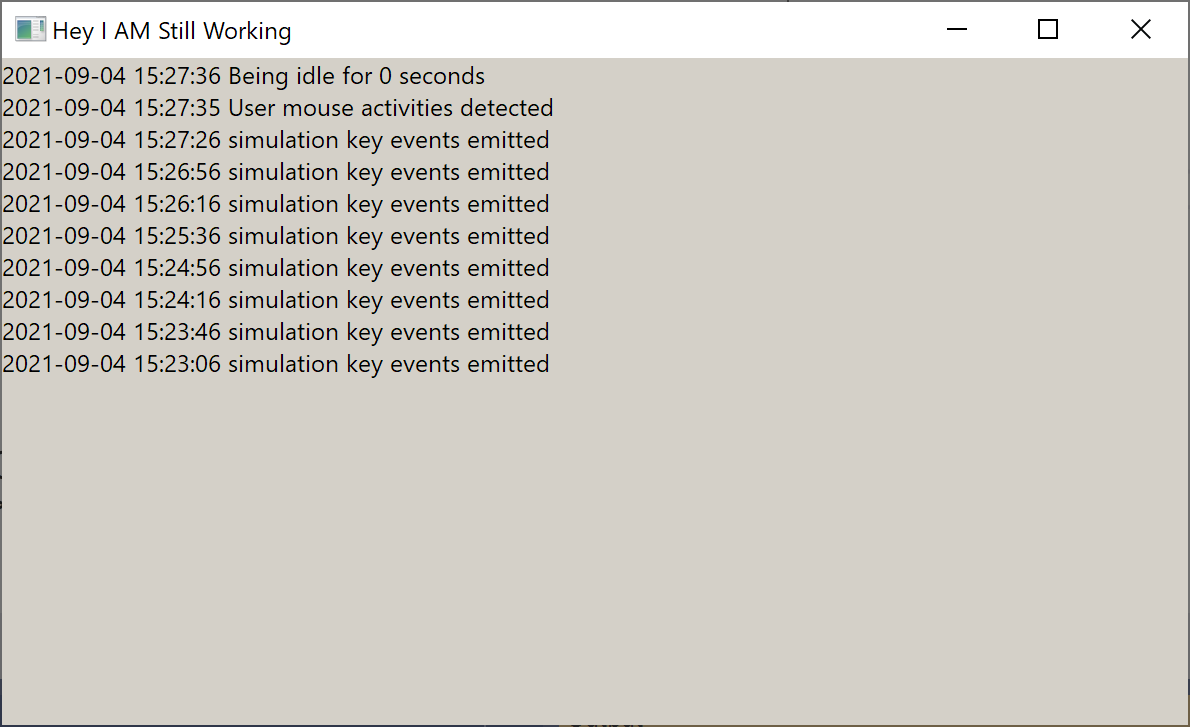 Hey I AM Still Working
2021-09-04 15:27:36 Being idle for 0 seconds
2021-09-04 15:27:35 User mouse activities detected
2021-09-04 15:27:26 simulation key events emitted
2021-09-04 15:26:56 simulation key events emitted
2021-09-04 15:26:16 simulation key events emitted
2021-09-04 15:25:36 simulation key events emitted
2021-09-04 15:24:56 simulation key events emitted
2021-09-04 15:24:16 simulation key events emitted
2021-09-04 15:23:46 simulation key events emitted
2021-09-04 15:23:06 simulation key events emitted